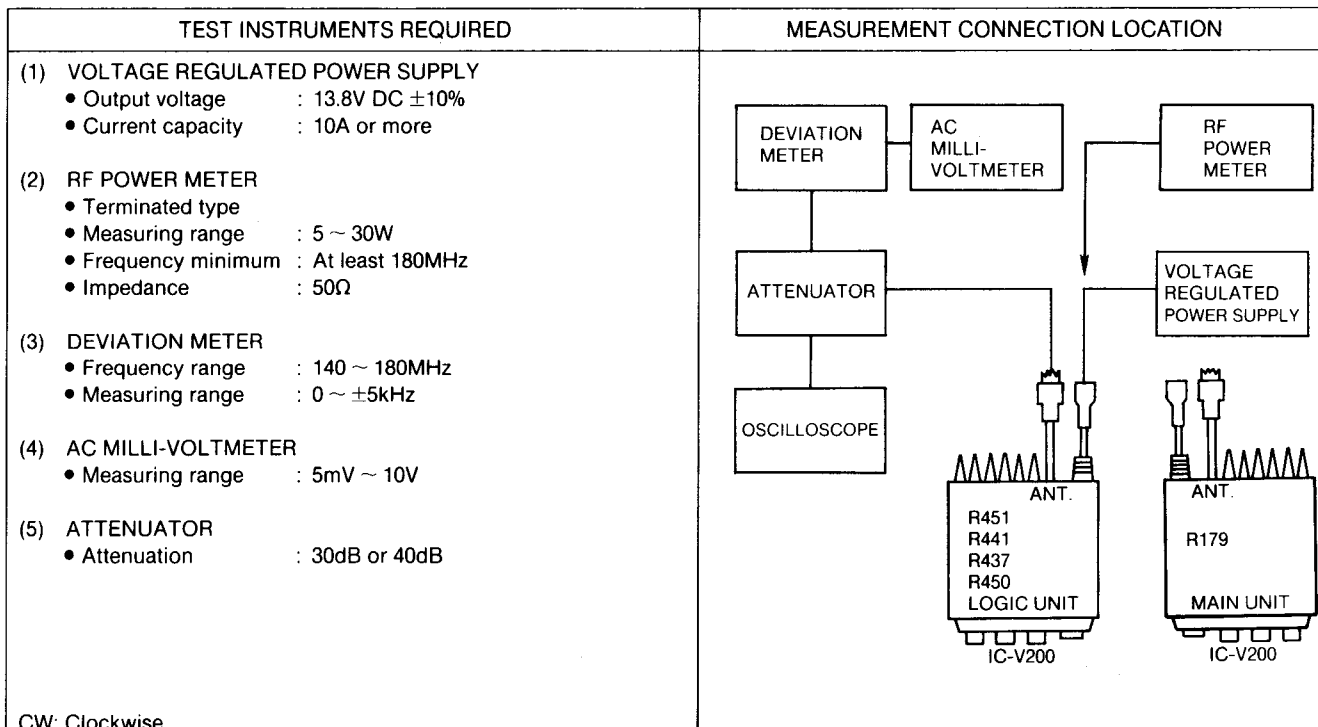 TEST INSTRUMENTS REQUIRED
MEASUREMENT CONNECTION LOCATION
(1) VOLTAGE REGULATED POWER SUPPLY
● Output voltage : 13.8V DC ±10%
● Current capacity : 10A or more
(2) RF POWER METER
● Terminated type
● Measuring range : 5 ~ 30W
● Frequency minimum : At least 180MHz
● Impedance : 50Ω
(3) DEVIATION METER
● Frequency range : 140 ~ 180MHz
● Measuring range : 0 ~ ±5kHz
(4) AC MILLI-VOLTMETER
● Measuring range : 5mV ~ 10V
(5) ATTENUATOR
● Attenuation : 30dB or 40dB
CW: Clockwise
DEVIATION
METER
AC
MILLI-
VOLTMETER
RF
POWER
METER
ATTENUATOR
VOLTAGE
REGULATED
POWER SUPPLY
OSCILLOSCOPE
ANT.
R451
R441
R437
R450
LOGIC UNIT
IC-V200
ANT.
R179
MAIN UNIT
IC-V200